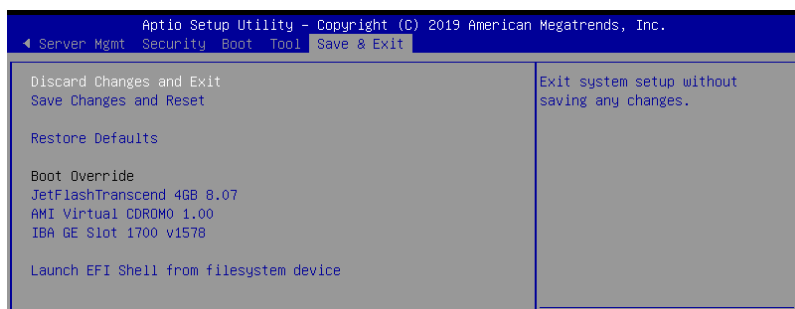 Aptio Setup Utility – Copyright (C) 2019 American Megatrends, Inc.
Server Mgmt Security Boot Tool Save & Exit
Discard Changes and Exit
Save Changes and Reset
Restore Defaults
Boot Override
JetFlashTranscend 4GB 8.07
AMI Virtual CDROM0 1.00
IBA GE Slot 1700 v1578
Launch EFI Shell from filesystem device
Exit system setup without
saving any changes.